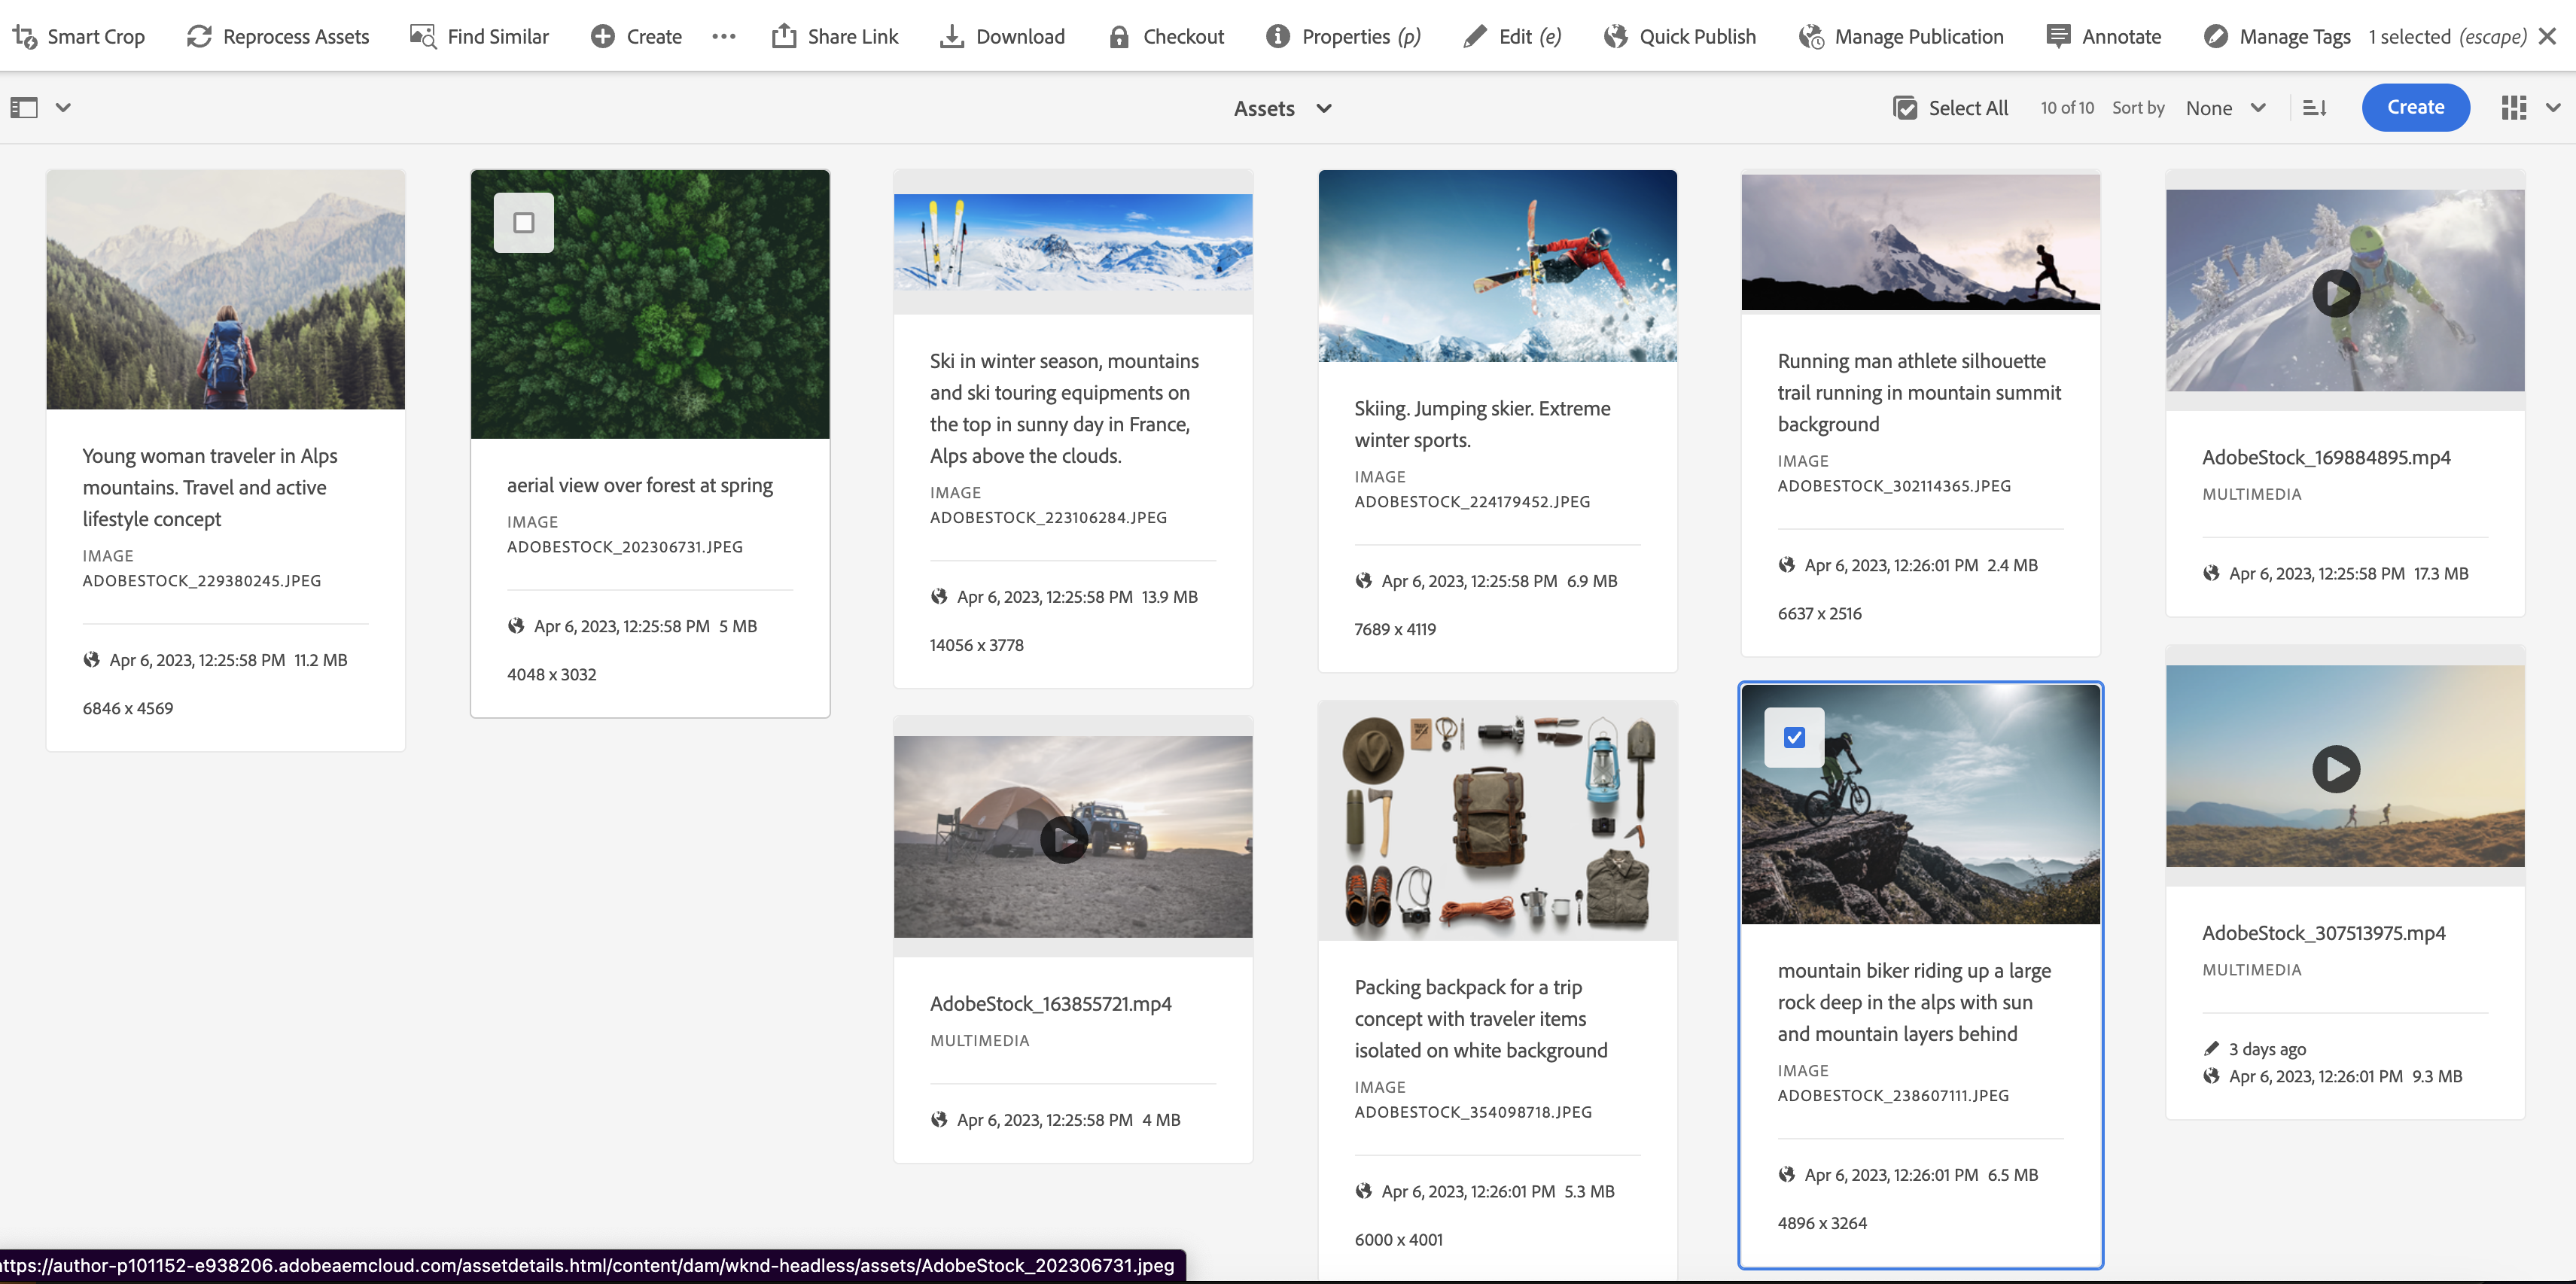 Smart Crop Reprocess Assets Find Similar Create ••• Share Link Download Checkout Properties (p) Edit (e) Quick Publish Manage Publication Annotate Manage Tags 1 selected (escape)
Assets Select All 10 of 10 Sort by None Create
Young woman traveler in Alps
mountains. Travel and active
lifestyle concept
IMAGE
ADOBESTOCK_229380245.JPEG
Apr 6, 2023, 12:25:58 PM 11.2 MB
6846 x 4569
aerial view over forest at spring
IMAGE
ADOBESTOCK_202306731.JPEG
Apr 6, 2023, 12:25:58 PM 5 MB
4048 x 3032
Ski in winter season, mountains
and ski touring equipments on
the top in sunny day in France,
Alps above the clouds.
IMAGE
ADOBESTOCK_223106284.JPEG
Apr 6, 2023, 12:25:58 PM 13.9 MB
14056 x 3778
AdobeStock_163855721.mp4
MULTIMEDIA
Apr 6, 2023, 12:25:58 PM 4 MB
Skiing. Jumping skier. Extreme
winter sports.
IMAGE
ADOBESTOCK_224179452.JPEG
Apr 6, 2023, 12:25:58 PM 6.9 MB
7689 x 4119
Packing backpack for a trip
concept with traveler items
isolated on white background
IMAGE
ADOBESTOCK_354098718.JPEG
Apr 6, 2023, 12:26:01 PM 5.3 MB
6000 x 4001
Running man athlete silhouette
trail running in mountain summit
background
IMAGE
ADOBESTOCK_302114365.JPEG
Apr 6, 2023, 12:26:01 PM 2.4 MB
6637 x 2516
mountain biker riding up a large
rock deep in the alps with sun
and mountain layers behind
IMAGE
ADOBESTOCK_238607111.JPEG
Apr 6, 2023, 12:26:01 PM 6.5 MB
4896 x 3264
AdobeStock_169884895.mp4
MULTIMEDIA
Apr 6, 2023, 12:25:58 PM 17.3 MB
AdobeStock_307513975.mp4
MULTIMEDIA
3 days ago
Apr 6, 2023, 12:26:01 PM 9.3 MB
ttps://author-p101152-e938206.adobeaemcloud.com/assetdetails.html/content/dam/wknd-headless/assets/AdobeStock_202306731.jpeg